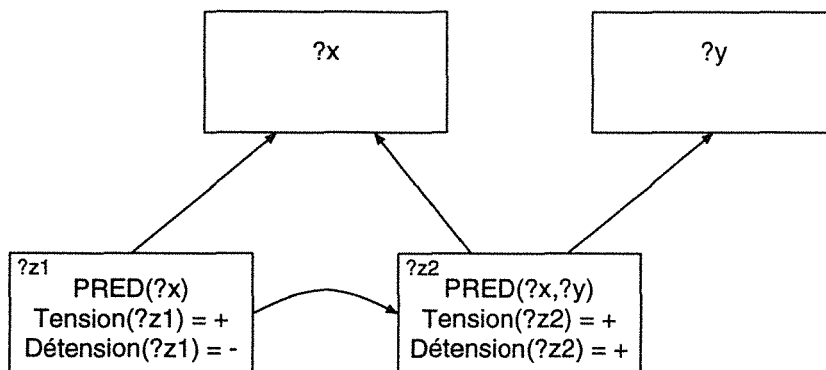 ?x
?y
?z1
PRED(?x)
Tension(?z1) = +
Détension(?z1) = -
?z2
PRED(?x,?y)
Tension(?z2) = +
Détension(?z2) = +